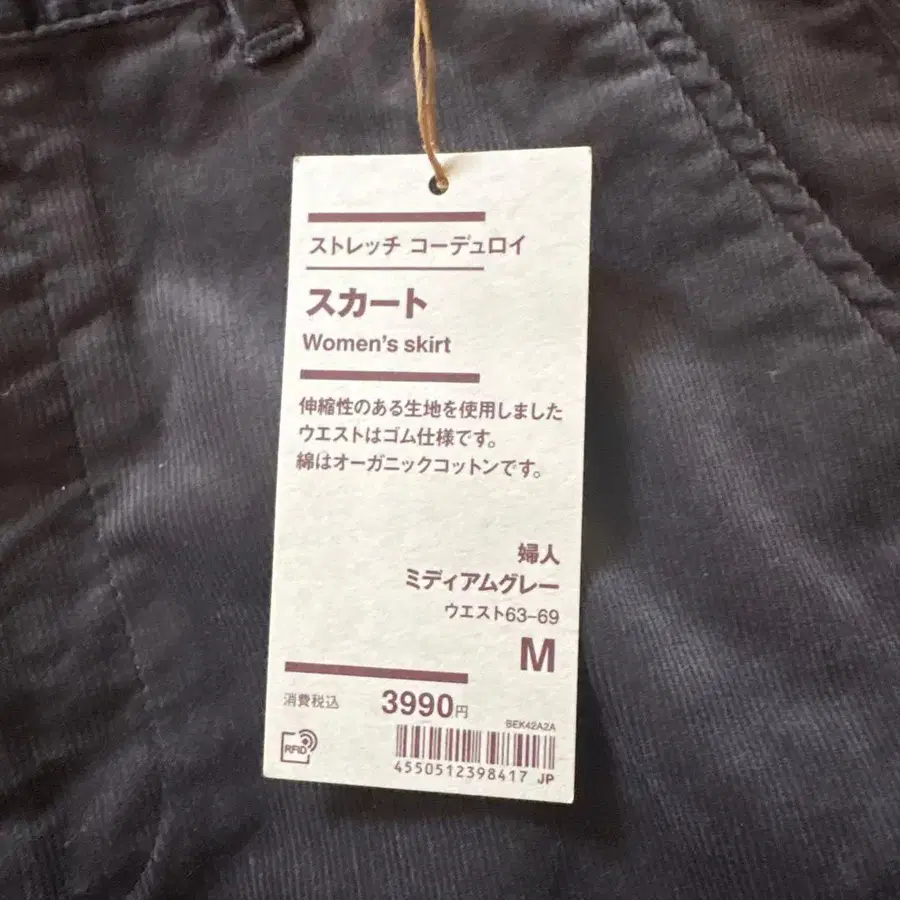 ストレッチ コーデュロイ
スカート
Women's skirt
伸縮性のある生地を使用しました
ウエストはゴム仕様です。
綿はオーガニックコットンです。
婦人
ミディアムグレー
ウエスト63-69
M
消費税込 3990円
BEK42A2A
RFID
4550512398417 JP